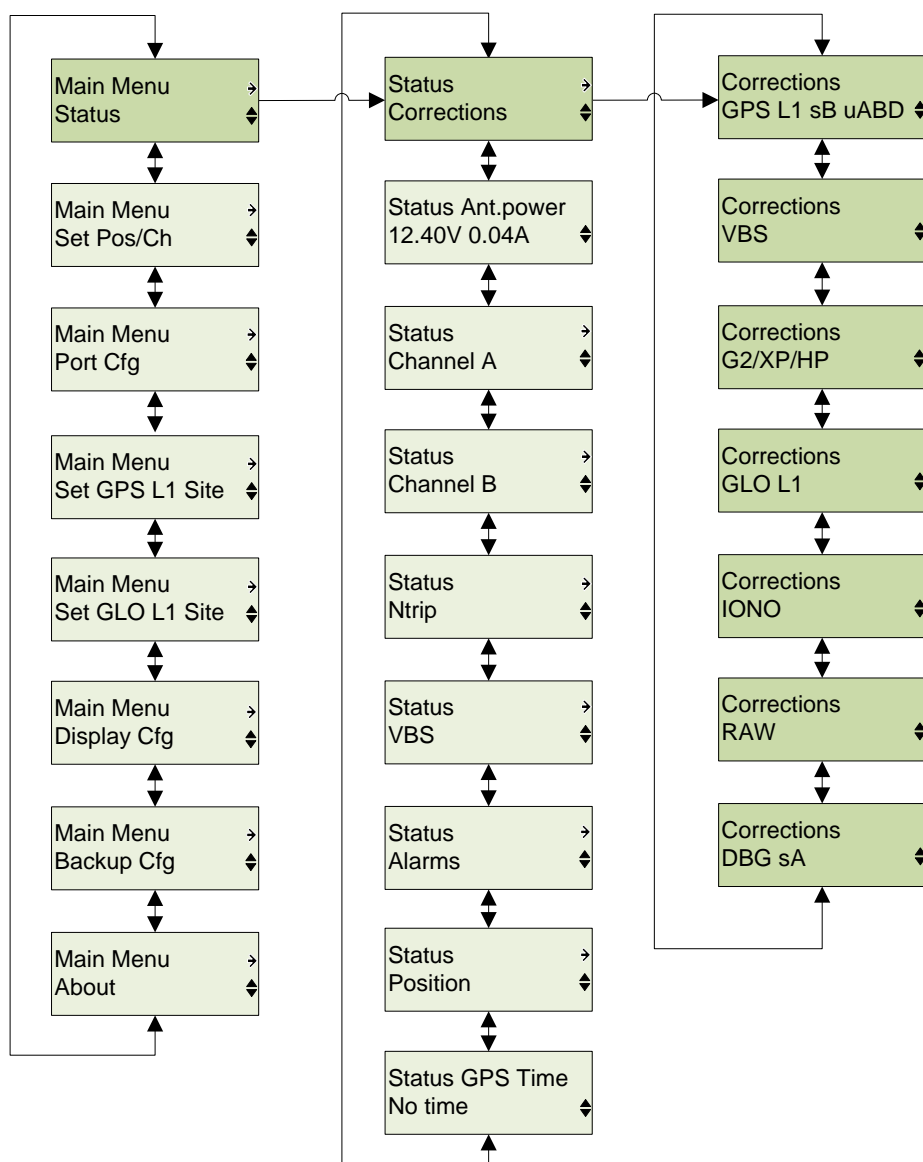 Main Menu
Status
Main Menu
Set Pos/Ch
Main Menu
Port Cfg
Main Menu
Set GPS L1 Site
Main Menu
Set GLO L1 Site
Main Menu
Display Cfg
Main Menu
Backup Cfg
Main Menu
About
Status
Corrections
Status Ant.power
12.40V 0.04A
Status
Channel A
Status
Channel B
Status
Ntrip
Status
VBS
Status
Alarms
Status
Position
Status GPS Time
No time
Corrections
GPS L1 sB uABD
Corrections
VBS
Corrections
G2/XP/HP
Corrections
GLO L1
Corrections
IONO
Corrections
RAW
Corrections
DBG sA